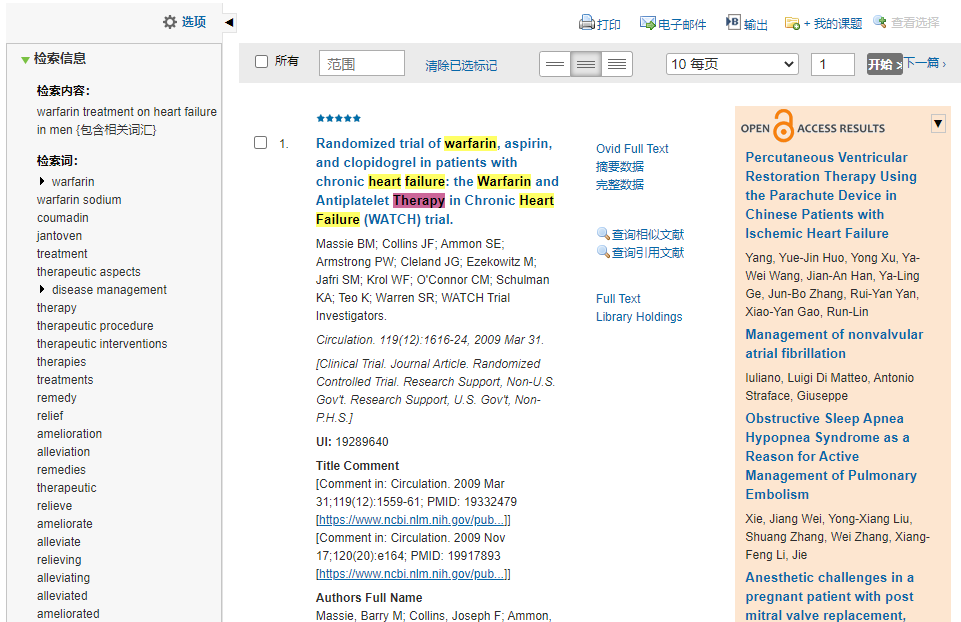 选项
打印
电子邮件
输出
+ 我的课题
查看选择
检索信息
检索内容:
warfarin treatment on heart failure
in men {包含相关词汇}
检索词:
warfarin
warfarin sodium
coumadin
jantoven
treatment
therapeutic aspects
disease management
therapy
therapeutic procedure
therapeutic interventions
therapies
treatments
remedy
relief
amelioration
alleviation
remedies
therapeutic
relieve
ameliorate
alleviate
relieving
alleviating
alleviated
ameliorated
所有
范围
清除已选标记
10 每页
1
开始 >
下一篇 ›
1.
★★★★★
Randomized trial of warfarin, aspirin,
and clopidogrel in patients with
chronic heart failure: the Warfarin and
Antiplatelet Therapy in Chronic Heart
Failure (WATCH) trial.
Massie BM; Collins JF; Ammon SE;
Armstrong PW; Cleland JG; Ezekowitz M;
Jafri SM; Krol WF; O'Connor CM; Schulman
KA; Teo K; Warren SR; WATCH Trial
Investigators.
Circulation. 119(12):1616-24, 2009 Mar 31.
[Clinical Trial. Journal Article. Randomized
Controlled Trial. Research Support, Non-U.S.
Gov't. Research Support, U.S. Gov't, Non-
P.H.S.]
UI: 19289640
Title Comment
[Comment in: Circulation. 2009 Mar
31;119(12):1559-61; PMID: 19332479
[https://www.ncbi.nlm.nih.gov/pub...]]
[Comment in: Circulation. 2009 Nov
17;120(20):e164; PMID: 19917893
[https://www.ncbi.nlm.nih.gov/pub...]]
Authors Full Name
Massie, Barry M; Collins, Joseph F; Ammon,
Ovid Full Text
摘要数据
完整数据
查询相似文献
查询引用文献
Full Text
Library Holdings
OPEN ACCESS RESULTS
Percutaneous Ventricular
Restoration Therapy Using
the Parachute Device in
Chinese Patients with
Ischemic Heart Failure
Yang, Yue-Jin Huo, Yong Xu, Ya-
Wei Wang, Jian-An Han, Ya-Ling
Ge, Jun-Bo Zhang, Rui-Yan Yan,
Xiao-Yan Gao, Run-Lin
Management of nonvalvular
atrial fibrillation
Iuliano, Luigi Di Matteo, Antonio
Straface, Giuseppe
Obstructive Sleep Apnea
Hypopnea Syndrome as a
Reason for Active
Management of Pulmonary
Embolism
Xie, Jiang Wei, Yong-Xiang Liu,
Shuang Zhang, Wei Zhang, Xiang-
Feng Li, Jie
Anesthetic challenges in a
pregnant patient with post
mitral valve replacement,